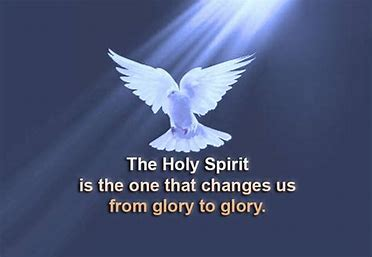 The Holy Spirit
is the one that changes us
from glory to glory.